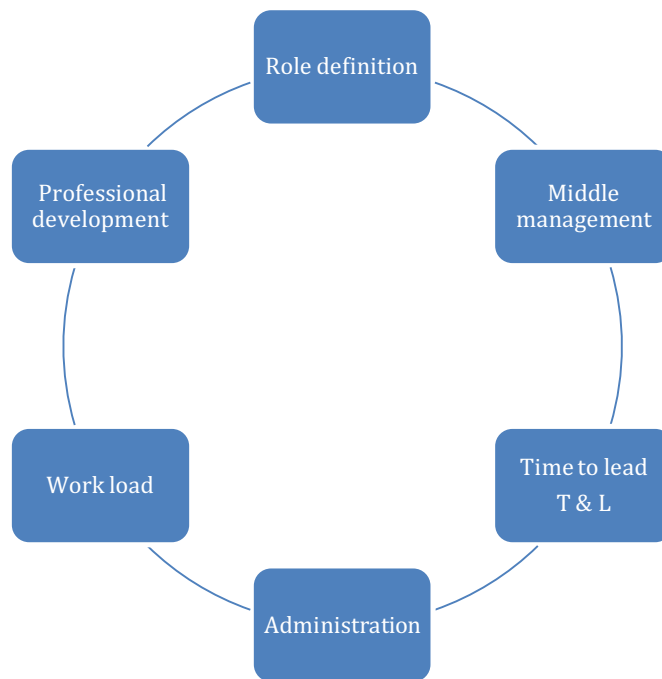 Role definition
Professional
development
Middle
management
Work load
Time to lead
T & L
Administration